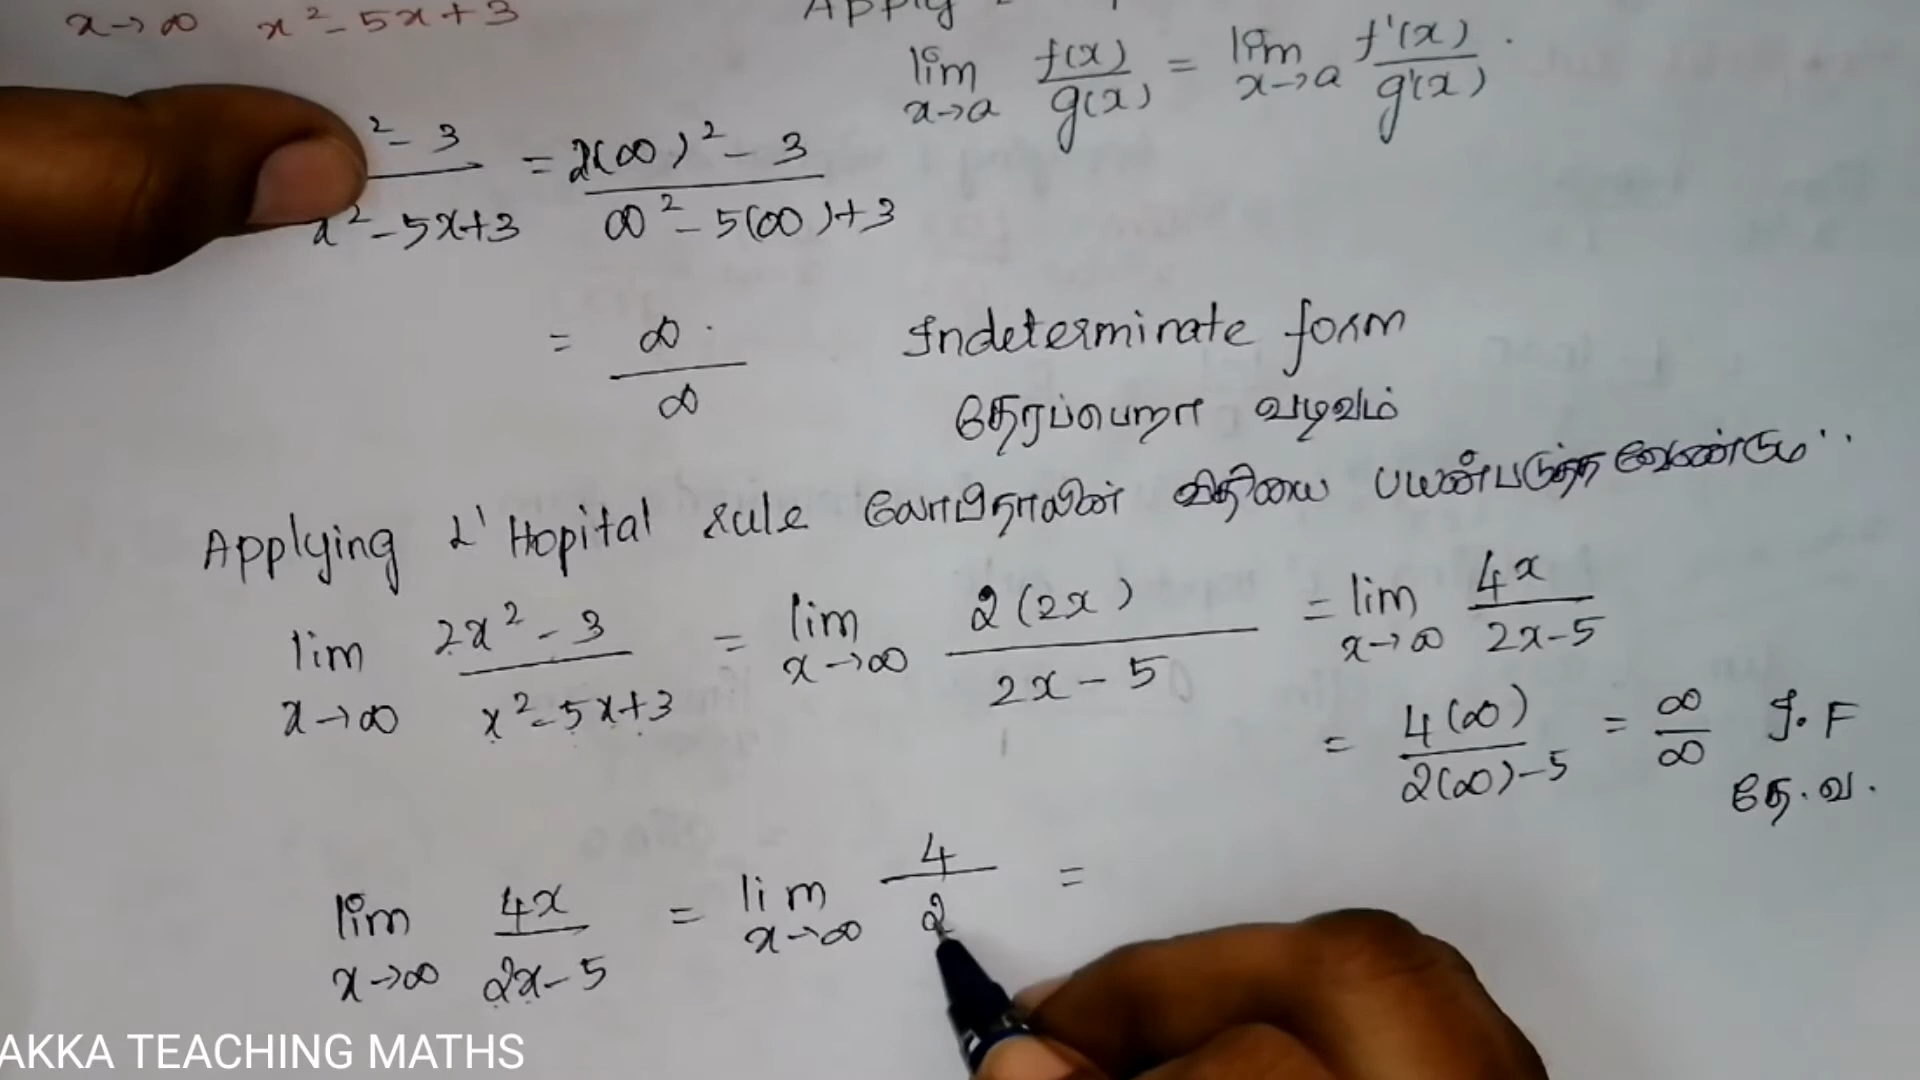 x→∞ x² - 5x + 3
Apply
lim x→a f(x)/g(x) = lim x→a f'(x)/g'(x) .
² - 3 / x² - 5x + 3 = 2(∞)² - 3 / ∞² - 5(∞) + 3
= ∞/∞ Indeterminate form
தேரப்பெறா வடிவம்
Applying L' Hopital rule லோபிதாலின் விதியை பயன்படுத்த வேண்டும்
lim x→∞ 2x² - 3 / x² - 5x + 3 = lim x→∞ 2(2x) / 2x - 5 = lim x→∞ 4x / 2x - 5
= 4(∞) / 2(∞) - 5 = ∞/∞ I.F
தே.வ.
lim x→∞ 4x / 2x - 5 = lim x→∞ 4/2 =
AKKA TEACHING MATHS